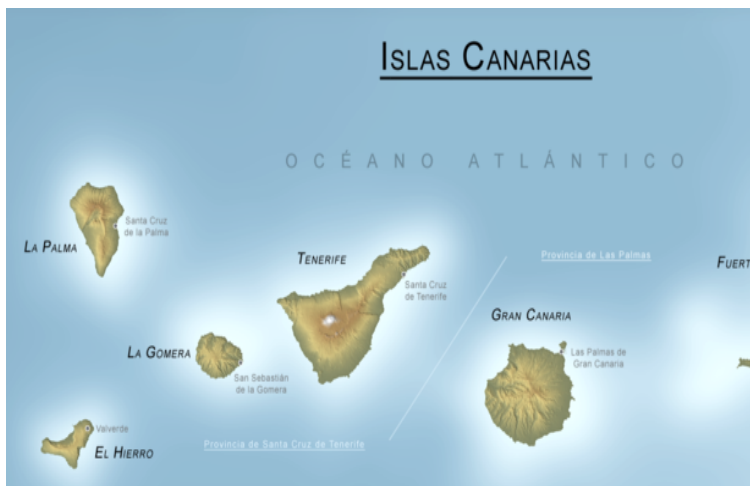 ISLAS CANARIAS
OCÉANO ATLÁNTICO
Santa Cruz
de la Palma
LA PALMA
TENERIFE
Provincia de Las Palmas
FUERT
Santa Cruz
de Tenerife
GRAN CANARIA
LA GOMERA
Las Palmas de
Gran Canaria
San Sebastián
de la Gomera
Valverde
EL HIERRO
Provincia de Santa Cruz de Tenerife